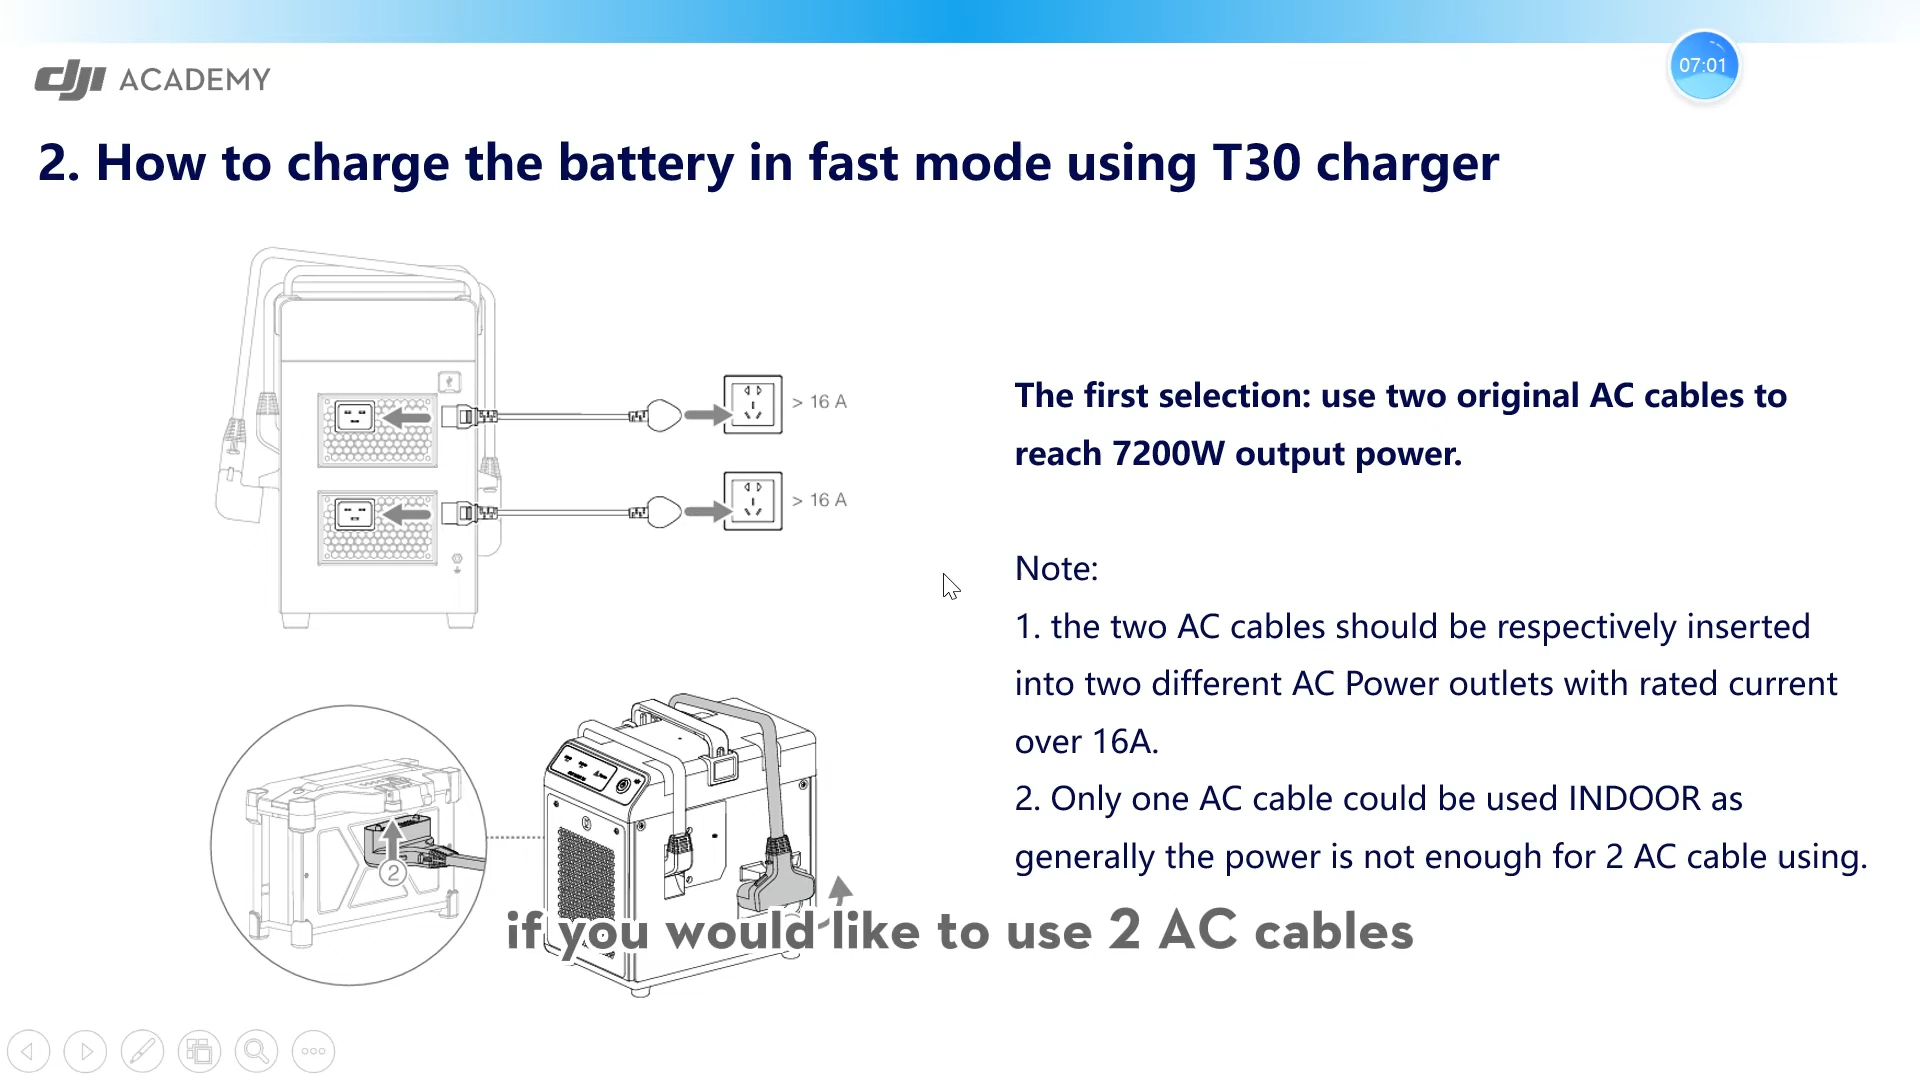 dji ACADEMY
07:01
2. How to charge the battery in fast mode using T30 charger
> 16 A
> 16 A
The first selection: use two original AC cables to
reach 7200W output power.
Note:
1. the two AC cables should be respectively inserted
into two different AC Power outlets with rated current
over 16A.
2. Only one AC cable could be used INDOOR as
generally the power is not enough for 2 AC cable using.
2
if you would like to use 2 AC cables